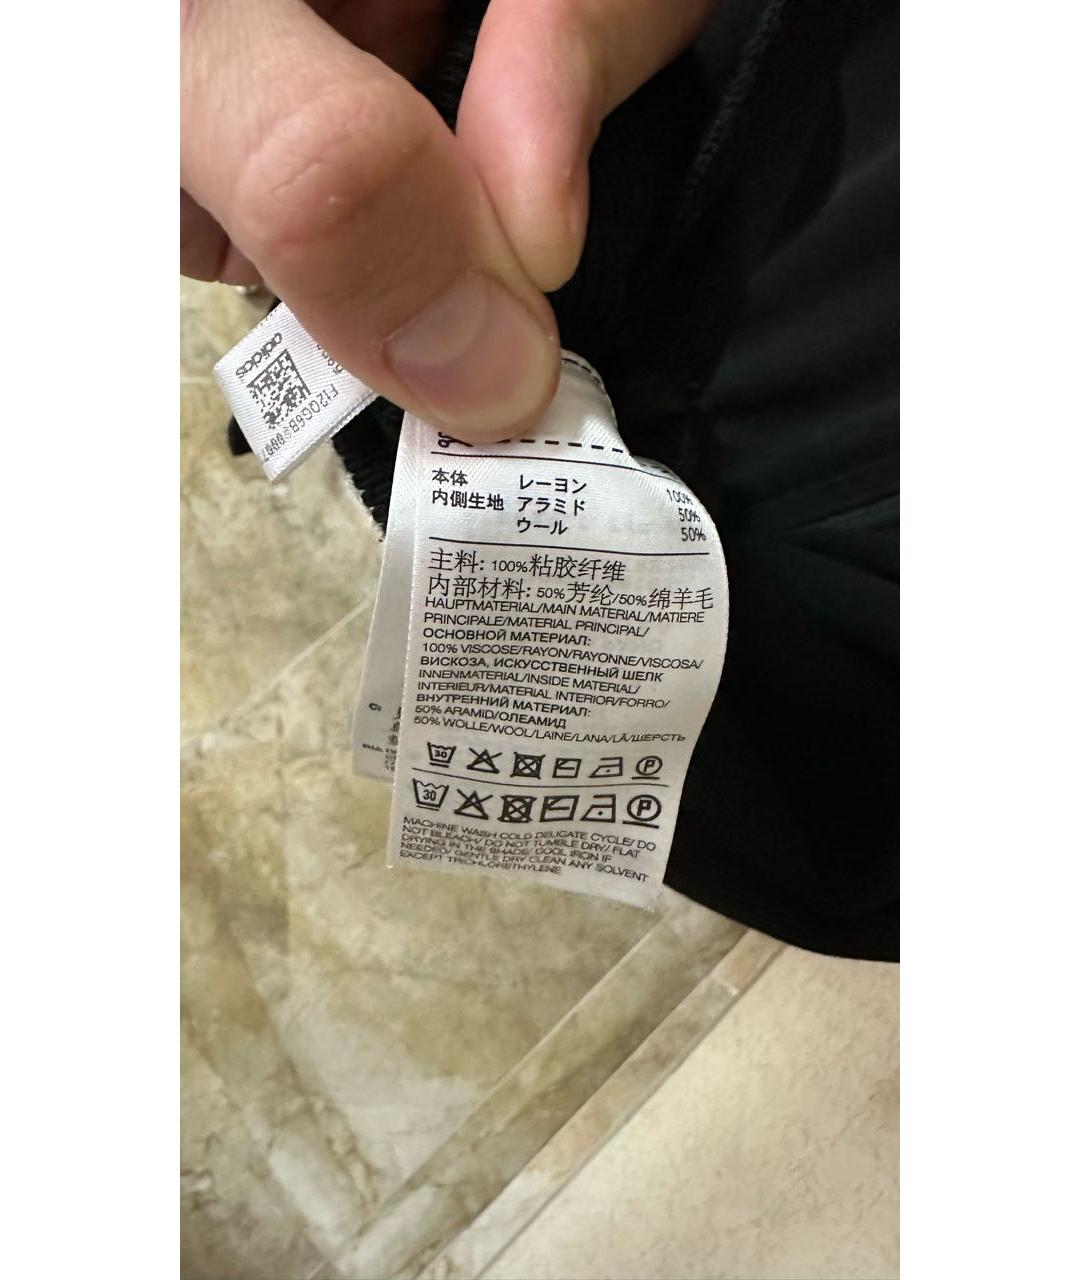 adidas
本体 レーヨン 100%
内側生地 アラミド 50%
ウール 50%
主料: 100%粘胶纤维
内部材料: 50%芳纶/50%绵羊毛
HAUPTMATERIAL/MAIN MATERIAL/MATIERE
PRINCIPALE/MATERIAL PRINCIPAL/
ОСНОВНОЙ МАТЕРИАЛ:
100% VISCOSE/RAYON/RAYONNE/VISCOSA/
ВИСКОЗА, ИСКУССТВЕННЫЙ ШЕЛК
INNENMATERIAL/INSIDE MATERIAL/
INTERIEUR/MATERIAL INTERIOR/FORRO/
ВНУТРЕННИЙ МАТЕРИАЛ:
50% ARAMID/ОЛЕАМИД
50% WOLLE/WOOL/LAINE/LANA/LÃ/ШЕРСТЬ
30 P
30 P
MACHINE WASH COLD DELICATE CYCLE/ DO
NOT BLEACH/ DO NOT TUMBLE DRY/ FLAT
DRYING IN THE SHADE/ COOL IRON IF
NEEDED/ GENTLE DRY CLEAN ANY SOLVENT
EXCEPT TRICHLORETHYLENE